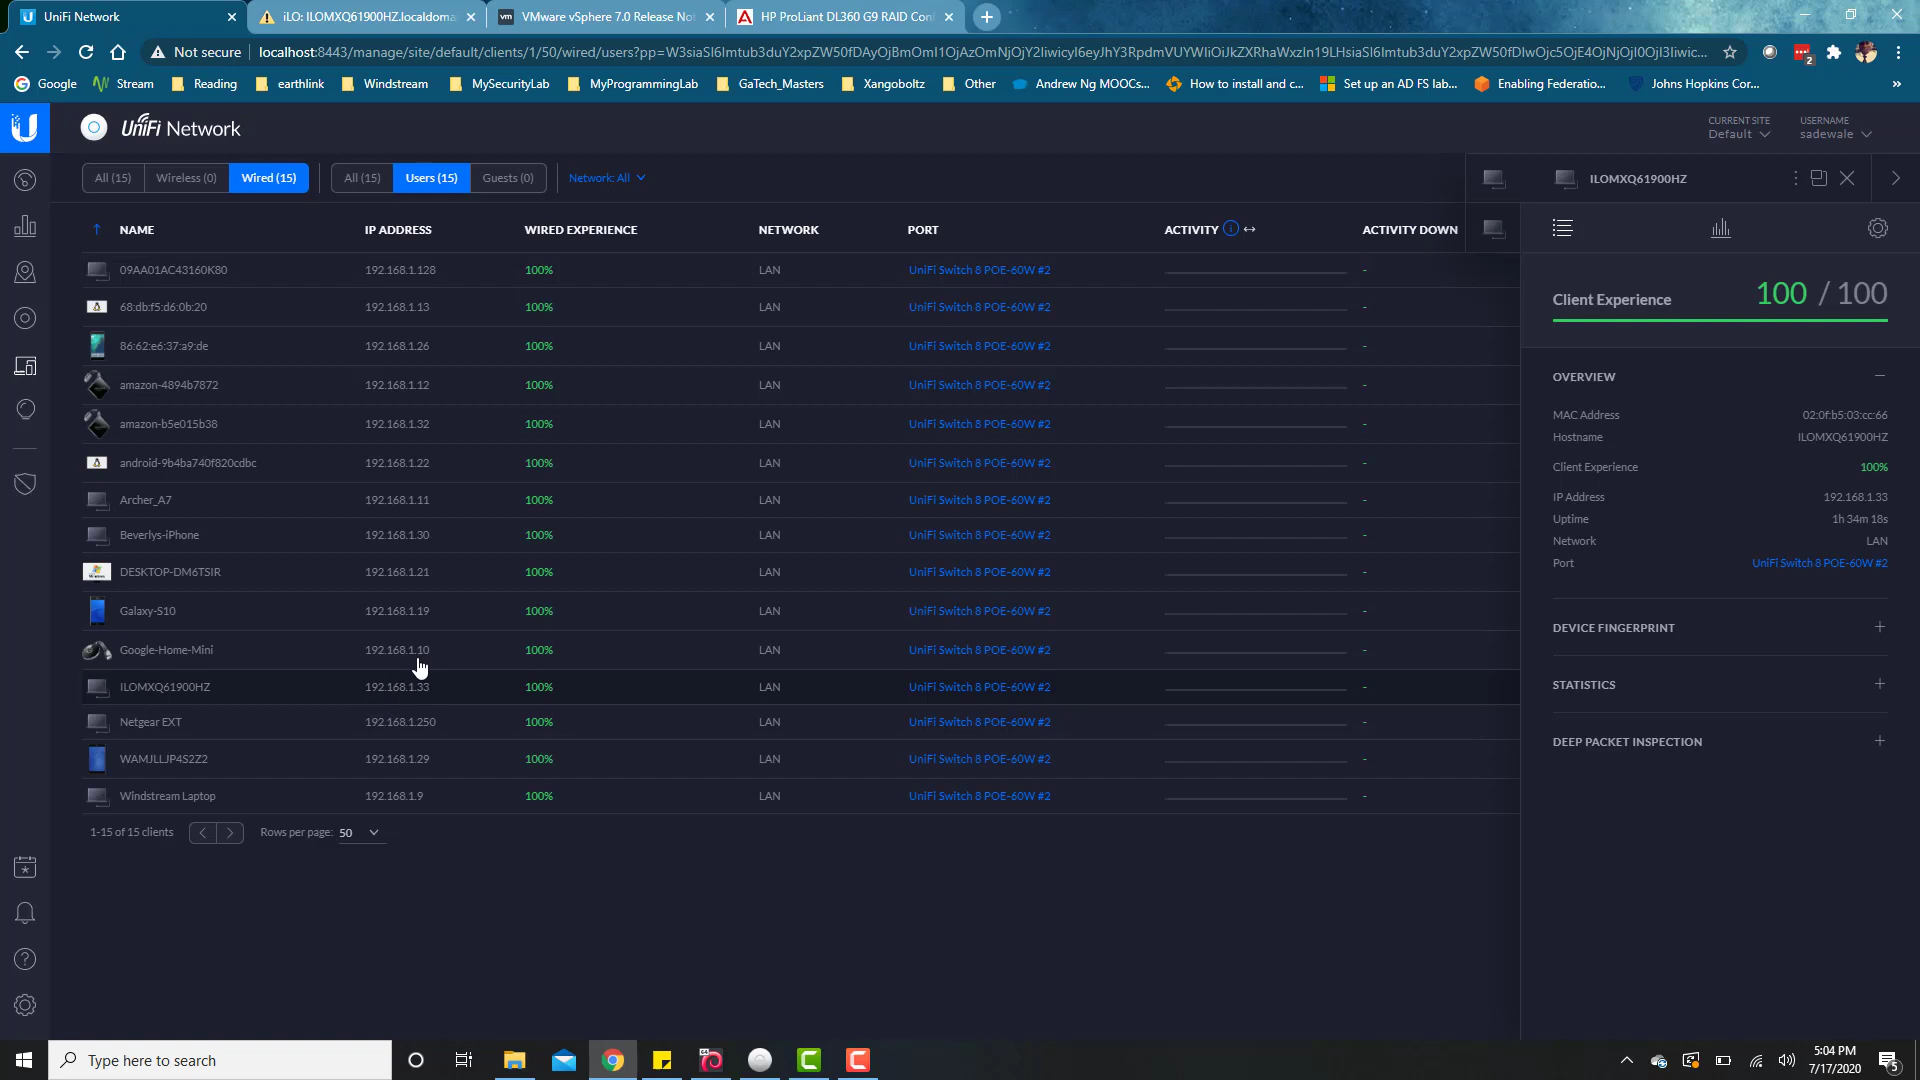 UniFi Network
iLO: ILOMXQ61900HZ.localdoma
vm
VMware vSphere 7.0 Release Not
HP ProLiant DL360 G9 RAID Con
Not secure
localhost:8443/manage/site/default/clients/1/50/wired/users?pp=
2
Google
Stream
Reading
earthlink
Windstream
MySecurityLab
MyProgrammingLab
GaTech_Masters
Xangoboltz
Other
Andrew Ng MOOCs...
How to install and c...
Set up an AD FS lab...
Enabling Federatio...
Johns Hopkins Cor...
»
UniFi Network
CURRENT SITE
Default
USERNAME
sadewale
All (15)
Wireless (0)
Wired (15)
All (15)
Users (15)
Guests (0)
Network: All
ILOMXQ61900HZ
NAME IP ADDRESS WIRED EXPERIENCE NETWORK PORT ACTIVITY ACTIVITY DOWN
09AA01AC43160K80 192.168.1.128 100% LAN UniFi Switch 8 POE-60W #2 -
68:db:f5:d6:0b:20 192.168.1.13 100% LAN UniFi Switch 8 POE-60W #2 -
86:62:e6:37:a9:de 192.168.1.26 100% LAN UniFi Switch 8 POE-60W #2 -
amazon-4894b7872 192.168.1.12 100% LAN UniFi Switch 8 POE-60W #2 -
amazon-b5e015b38 192.168.1.32 100% LAN UniFi Switch 8 POE-60W #2 -
android-9b4ba740f820cdbc 192.168.1.22 100% LAN UniFi Switch 8 POE-60W #2 -
Archer_A7 192.168.1.11 100% LAN UniFi Switch 8 POE-60W #2 -
Beverlys-iPhone 192.168.1.30 100% LAN UniFi Switch 8 POE-60W #2 -
DESKTOP-DM6TSIR 192.168.1.21 100% LAN UniFi Switch 8 POE-60W #2 -
Galaxy-S10 192.168.1.19 100% LAN UniFi Switch 8 POE-60W #2 -
Google-Home-Mini 192.168.1.10 100% LAN UniFi Switch 8 POE-60W #2 -
ILOMXQ61900HZ 192.168.1.33 100% LAN UniFi Switch 8 POE-60W #2 -
Netgear EXT 192.168.1.250 100% LAN UniFi Switch 8 POE-60W #2 -
WAMJLLJP4S2Z2 192.168.1.29 100% LAN UniFi Switch 8 POE-60W #2 -
Windstream Laptop 192.168.1.9 100% LAN UniFi Switch 8 POE-60W #2 -
1-15 of 15 clients
Rows per page: 50
Client Experience 100 / 100
OVERVIEW
MAC Address 02:0f:b5:03:cc:66
Hostname ILOMXQ61900HZ
Client Experience 100%
IP Address 192.168.1.33
Uptime 1h 34m 18s
Network LAN
Port UniFi Switch 8 POE-60W #2
DEVICE FINGERPRINT
STATISTICS
DEEP PACKET INSPECTION
Type here to search
5:04 PM
7/17/2020
5